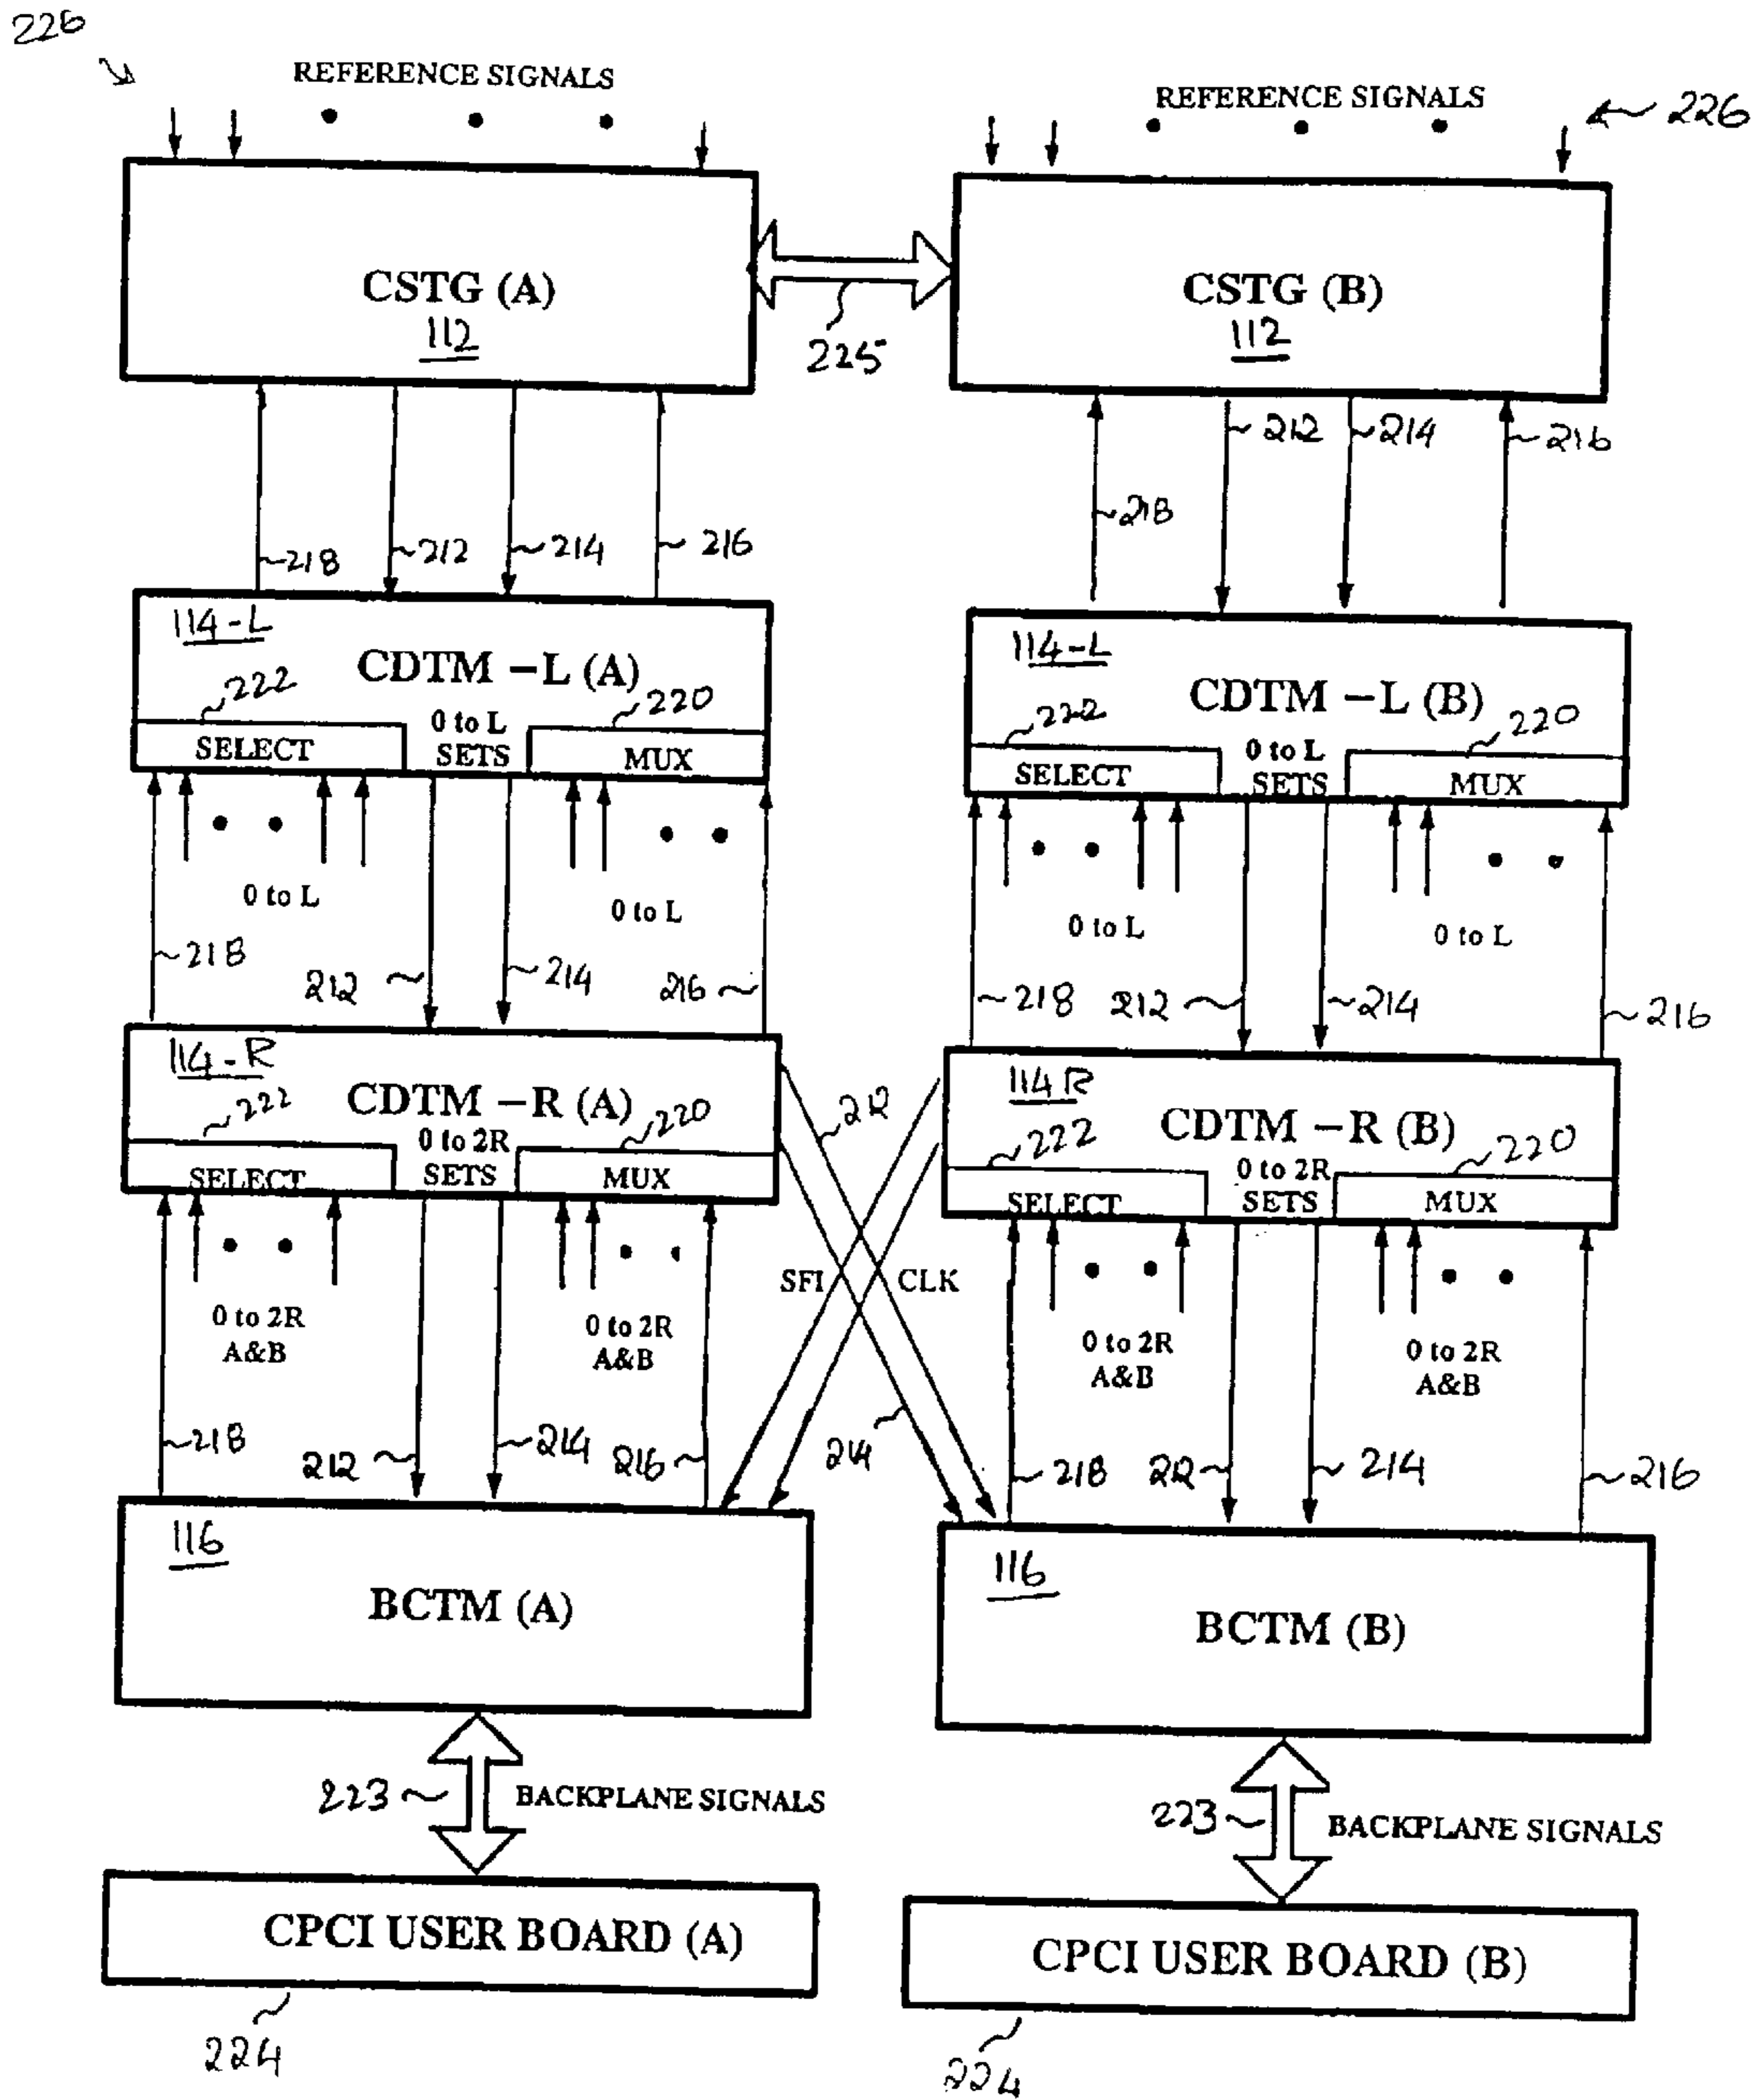 226
REFERENCE SIGNALS
REFERENCE SIGNALS
226
CSTG (A)
112
225
CSTG (B)
112
218
212
214
216
218
212
214
216
114-L
CDTM -L (A)
222
0 to L
SETS
220
SELECT
MUX
114-L
CDTM -L (B)
222
0 to L
SETS
220
SELECT
MUX
0 to L
0 to L
0 to L
0 to L
218
212
214
216
218
212
214
216
114-R
CDTM -R (A)
222
0 to 2R
SETS
220
SELECT
MUX
212
114R
CDTM -R (B)
222
0 to 2R
SETS
220
SELECT
MUX
SFI
CLK
0 to 2R
A&B
0 to 2R
A&B
0 to 2R
A&B
0 to 2R
A&B
218
212
214
216
214
218
212
214
216
116
BCTM (A)
116
BCTM (B)
223
BACKPLANE SIGNALS
223
BACKPLANE SIGNALS
CPCI USER BOARD (A)
CPCI USER BOARD (B)
224
224